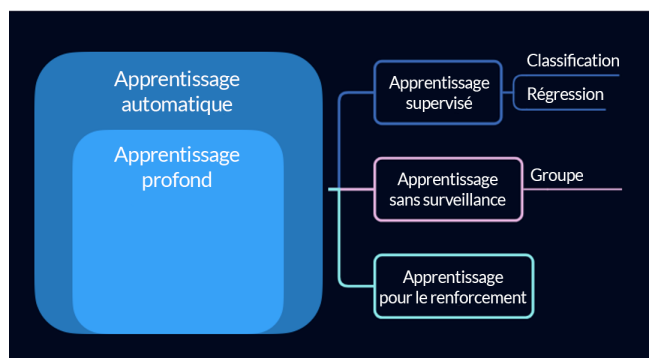 Apprentissage
automatique
Apprentissage
profond
Apprentissage
supervisé
Classification
Régression
Apprentissage
sans surveillance
Groupe
Apprentissage
pour le renforcement